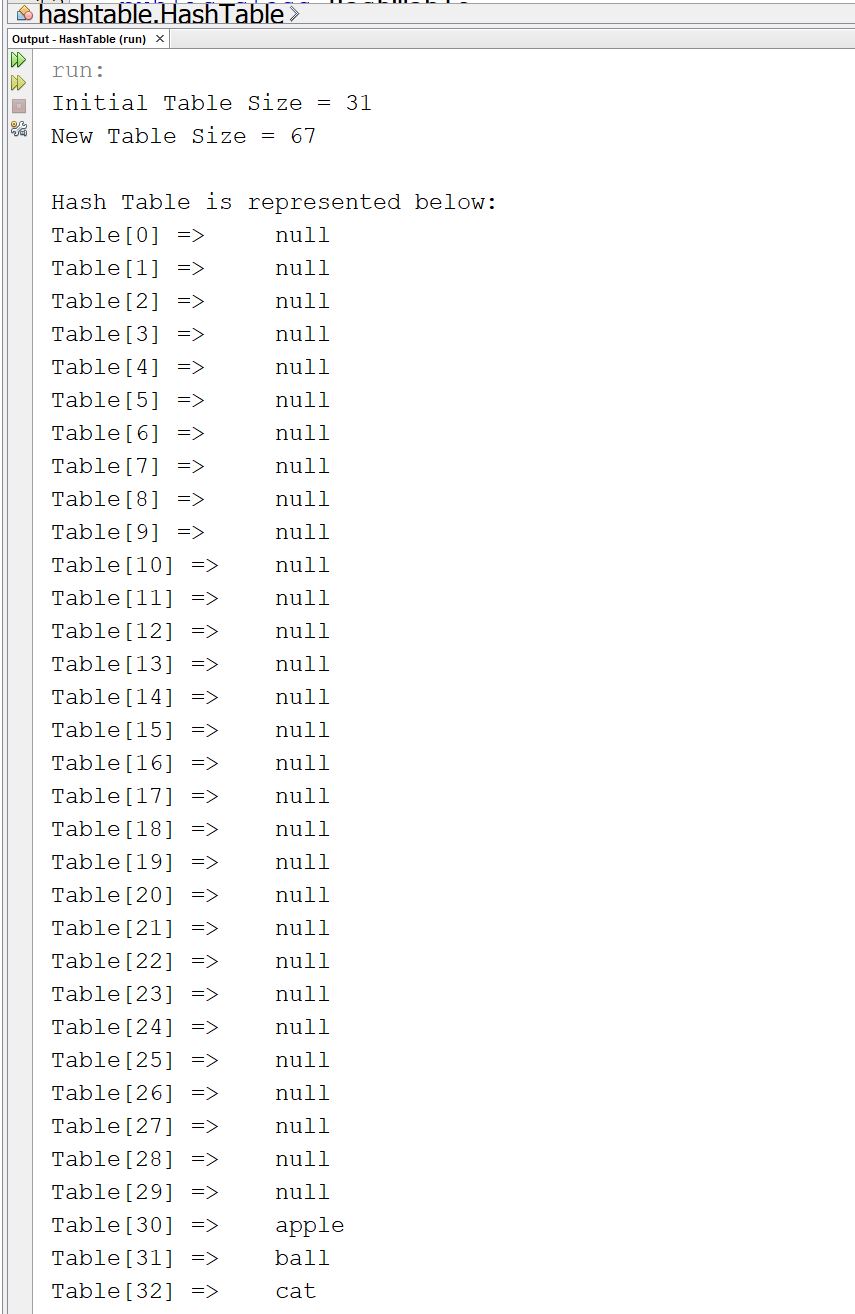 hashtable.HashTable
Output - HashTable (run) ×
run:
Initial Table Size = 31
New Table Size = 67
Hash Table is represented below:
Table[0] => null
Table[1] => null
Table[2] => null
Table[3] => null
Table[4] => null
Table[5] => null
Table[6] => null
Table[7] => null
Table[8] => null
Table[9] => null
Table[10] => null
Table[11] => null
Table[12] => null
Table[13] => null
Table[14] => null
Table[15] => null
Table[16] => null
Table[17] => null
Table[18] => null
Table[19] => null
Table[20] => null
Table[21] => null
Table[22] => null
Table[23] => null
Table[24] => null
Table[25] => null
Table[26] => null
Table[27] => null
Table[28] => null
Table[29] => null
Table[30] => apple
Table[31] => ball
Table[32] => cat